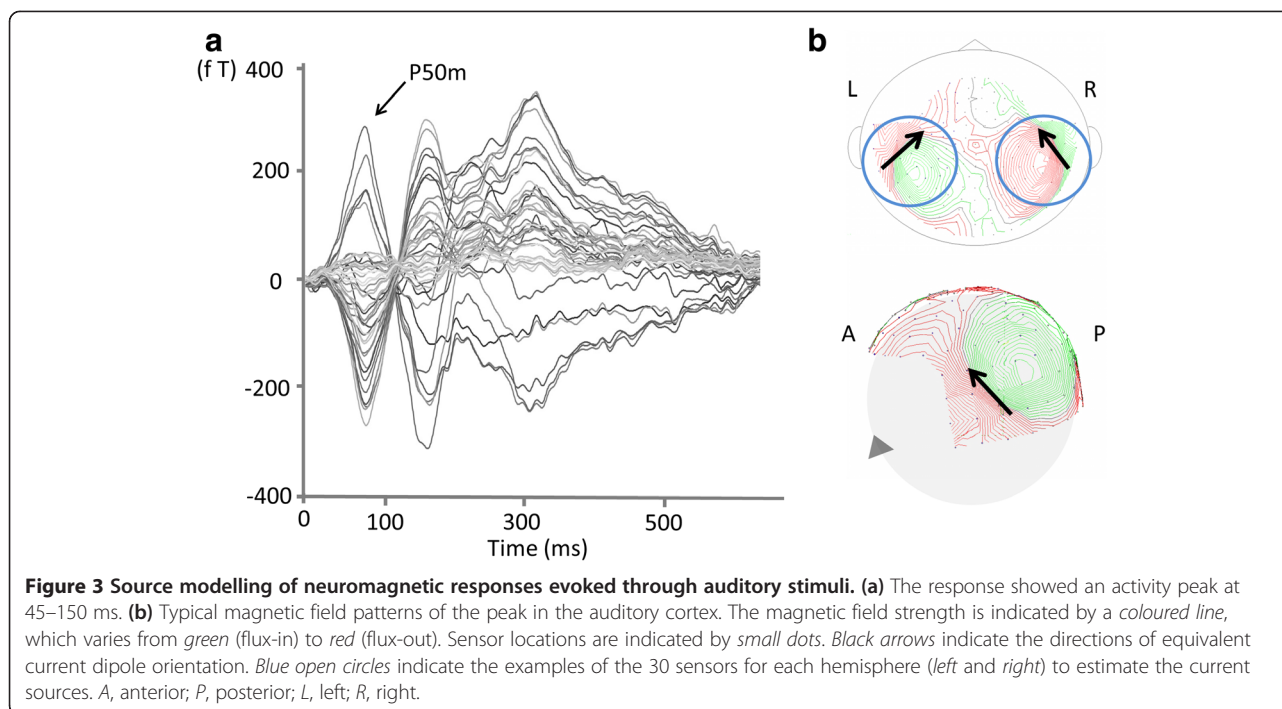 a
(f T)
400
200
0
-200
-400
P50m
0
100
300
500
Time (ms)
b
L
R
A
P
Figure 3 Source modelling of neuromagnetic responses evoked through auditory stimuli. (a) The response showed an activity peak at
45–150 ms. (b) Typical magnetic field patterns of the peak in the auditory cortex. The magnetic field strength is indicated by a coloured line,
which varies from green (flux-in) to red (flux-out). Sensor locations are indicated by small dots. Black arrows indicate the directions of equivalent
current dipole orientation. Blue open circles indicate the examples of the 30 sensors for each hemisphere (left and right) to estimate the current
sources. A, anterior; P, posterior; L, left; R, right.